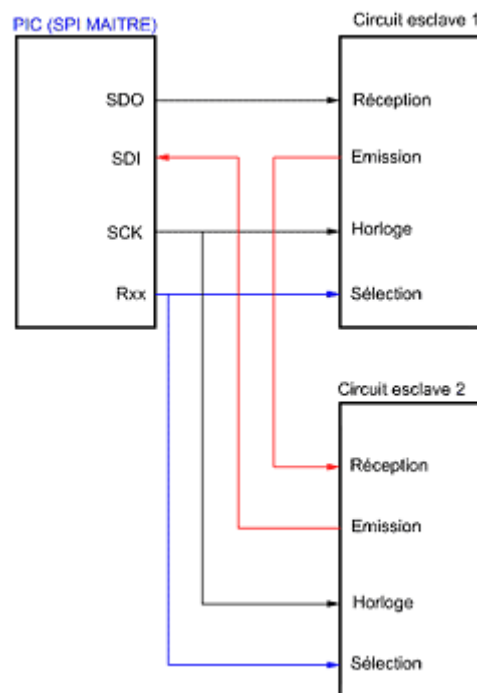 PIC (SPI MAITRE)
SDO
SDI
SCK
Rxx
Circuit esclave 1
Réception
Emission
Horloge
Sélection
Circuit esclave 2
Réception
Emission
Horloge
Sélection